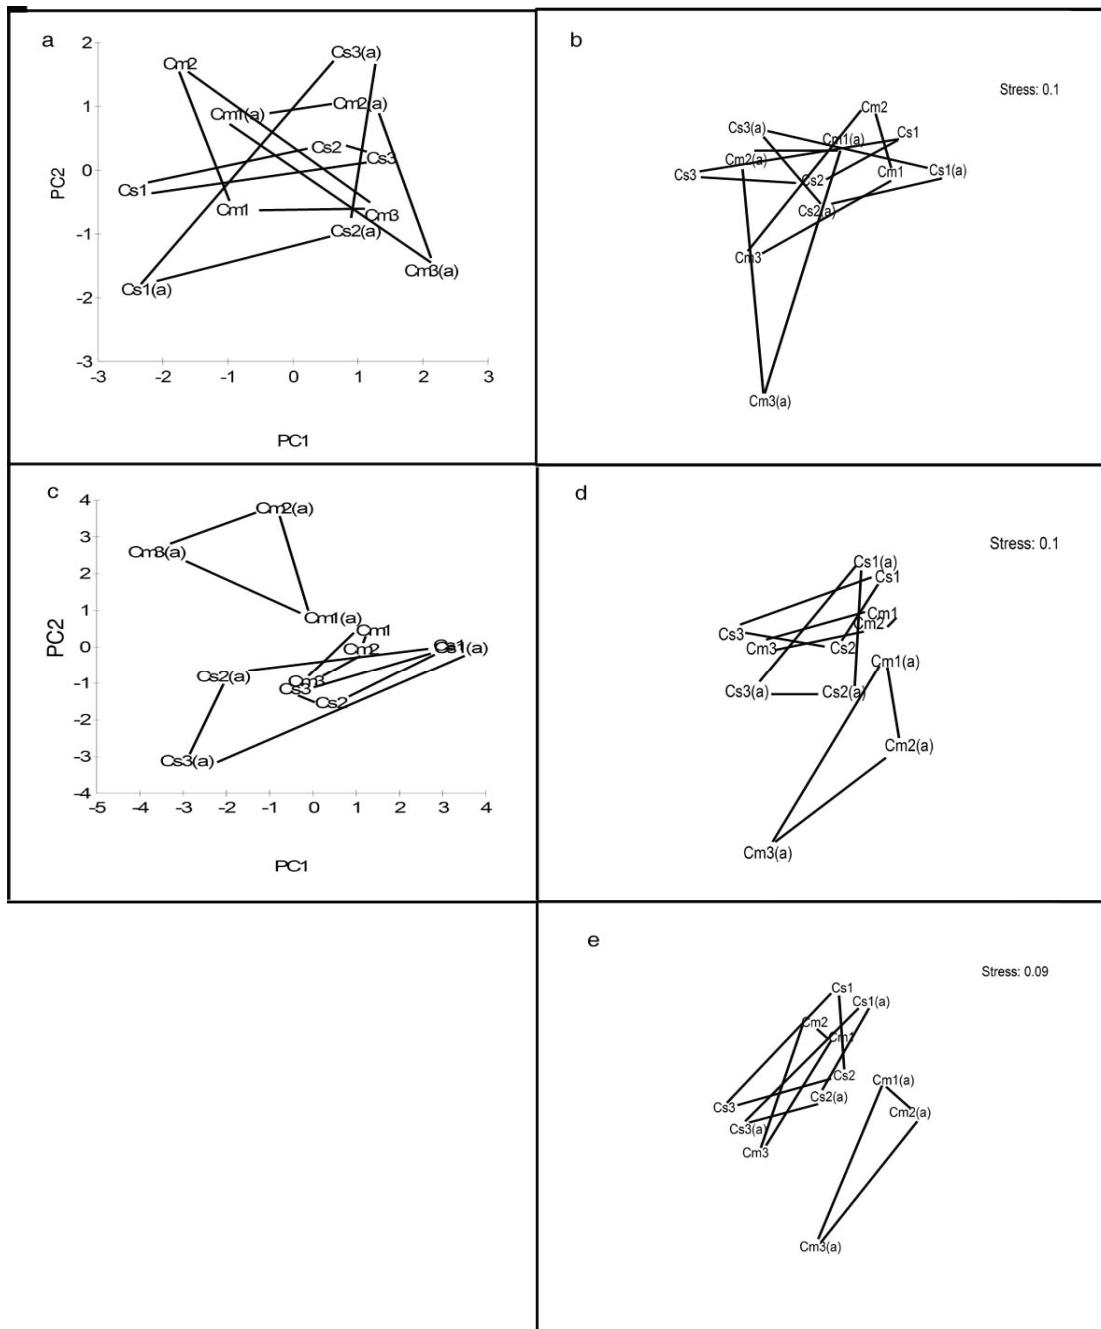 a
2
1
0
-1
-2
-3
PC2
Cs3(a)
Cm2
Cm1(a)
Cm2(a)
Cs2
Cs3
Cs1
Cm1
Cm3
Cs2(a)
Cm3(a)
Cs1(a)
-3 -2 -1 0 1 2 3
PC1
b
Stress: 0.1
Cm2
Cs3(a)
Cs1
Cm1(a)
Cm2(a)
Cs3
Cs2
Cm1
Cs1(a)
Cs2(a)
Cm3
Cm3(a)
c
4
3
2
1
0
-1
-2
-3
-4
PC2
Cm2(a)
Cm3(a)
Cm1(a)
Cm1
Cm2
Cs1
Cs1(a)
Cs2(a)
Cm3
Cs3
Cs2
Cs3(a)
-5 -4 -3 -2 -1 0 1 2 3 4
PC1
d
Stress: 0.1
Cs1(a)
Cs1
Cm1
Cm2
Cs3
Cm3
Cs2
Cm1(a)
Cs3(a)
Cs2(a)
Cm2(a)
Cm3(a)
e
Stress: 0.09
Cs1
Cs1(a)
Cm2
Cm1
Cs2
Cm1(a)
Cs2(a)
Cs3
Cm2(a)
Cs3(a)
Cm3
Cm3(a)